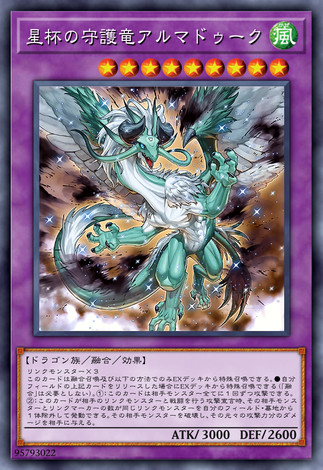 星杯の守護竜アルマドゥーク
風
【ドラゴン族／融合／効果】
リンクモンスター×３
このカードは融合召喚及び以下の方法でのみEXデッキから特殊召喚できる。●自分
フィールドの上記カードをリリースした場合にEXデッキから特殊召喚できる(「融
合」は必要としない)。①:このカードは相手モンスター全てに１回ずつ攻撃できる。
②:このカードが相手のリンクモンスターと戦闘を行う攻撃宣言時、その相手モンス
ターとリンクマーカーの数が同じリンクモンスターを自分のフィールド・墓地から
１体除外して発動できる。その相手モンスターを破壊し、その元々の攻撃力分のダ
メージを相手に与える。
ATK/3000 DEF/2600
95793022